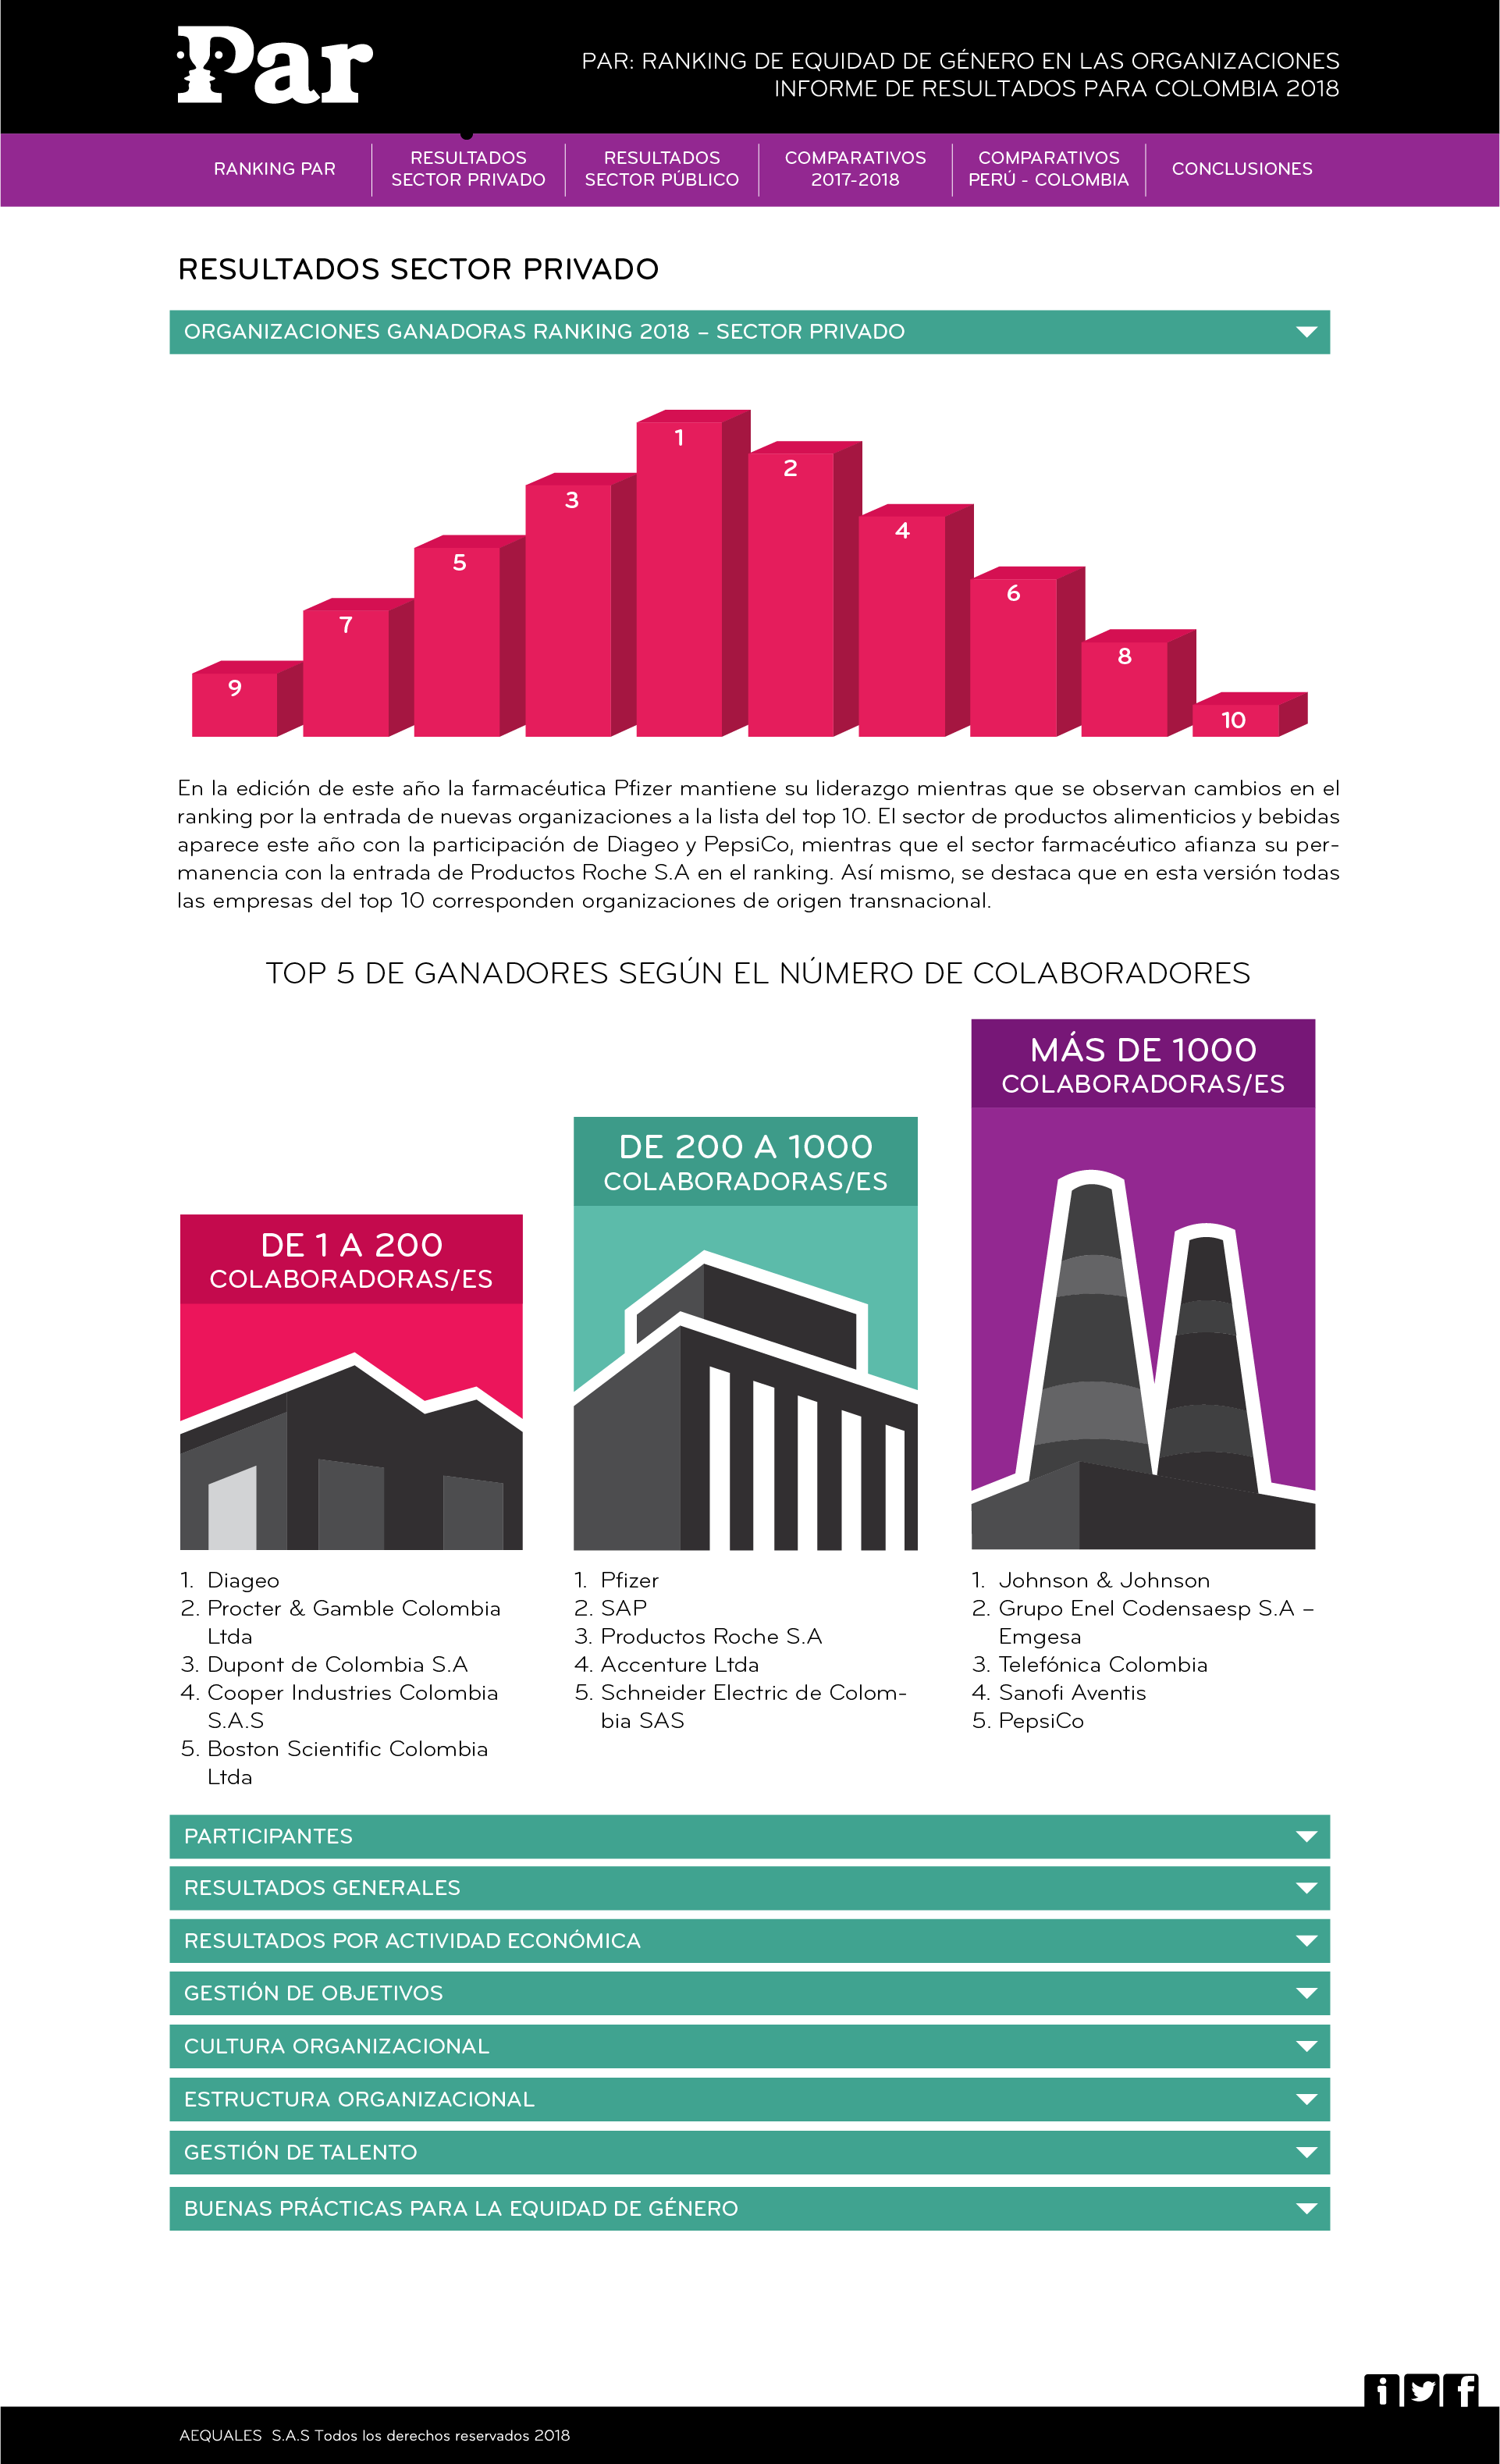 Par
PAR: RANKING DE EQUIDAD DE GÉNERO EN LAS ORGANIZACIONES
INFORME DE RESULTADOS PARA COLOMBIA 2018
RANKING PAR
RESULTADOS
SECTOR PRIVADO
RESULTADOS
SECTOR PÚBLICO
COMPARATIVOS
2017-2018
COMPARATIVOS
PERÚ - COLOMBIA
CONCLUSIONES
RESULTADOS SECTOR PRIVADO
ORGANIZACIONES GANADORAS RANKING 2018 – SECTOR PRIVADO
9
7
5
3
1
2
4
6
8
10
En la edición de este año la farmacéutica Pfizer mantiene su liderazgo mientras que se observan cambios en el
ranking por la entrada de nuevas organizaciones a la lista del top 10. El sector de productos alimenticios y bebidas
aparece este año con la participación de Diageo y PepsiCo, mientras que el sector farmacéutico afianza su per-
manencia con la entrada de Productos Roche S.A en el ranking. Así mismo, se destaca que en esta versión todas
las empresas del top 10 corresponden organizaciones de origen transnacional.
TOP 5 DE GANADORES SEGÚN EL NÚMERO DE COLABORADORES
DE 1 A 200
COLABORADORAS/ES
1. Diageo
2. Procter & Gamble Colombia
Ltda
3. Dupont de Colombia S.A
4. Cooper Industries Colombia
S.A.S
5. Boston Scientific Colombia
Ltda
DE 200 A 1000
COLABORADORAS/ES
1. Pfizer
2. SAP
3. Productos Roche S.A
4. Accenture Ltda
5. Schneider Electric de Colom-
bia SAS
MÁS DE 1000
COLABORADORAS/ES
1. Johnson & Johnson
2. Grupo Enel Codensaesp S.A –
Emgesa
3. Telefónica Colombia
4. Sanofi Aventis
5. PepsiCo
PARTICIPANTES
RESULTADOS GENERALES
RESULTADOS POR ACTIVIDAD ECONÓMICA
GESTIÓN DE OBJETIVOS
CULTURA ORGANIZACIONAL
ESTRUCTURA ORGANIZACIONAL
GESTIÓN DE TALENTO
BUENAS PRÁCTICAS PARA LA EQUIDAD DE GÉNERO
AEQUALES S.A.S Todos los derechos reservados 2018